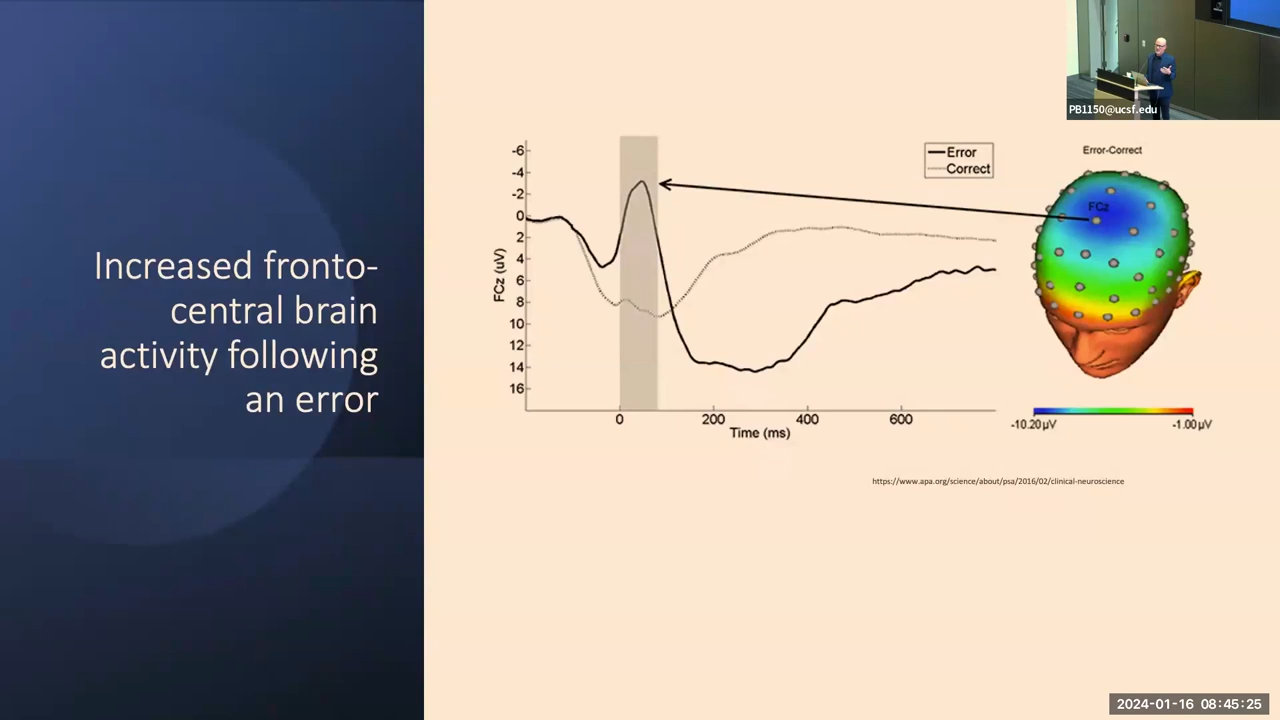 Increased fronto-
central brain
activity following
an error
PB1150@ucsf.edu
-6
-4
-2
0
2
4
6
8
10
12
14
16
FCz (uV)
0 200 400 600
Time (ms)
Error
Correct
Error-Correct
FCz
-10.20 µV -1.00 µV
https://www.apa.org/science/about/psa/2016/02/clinical-neuroscience
2024-01-16 08:45:25